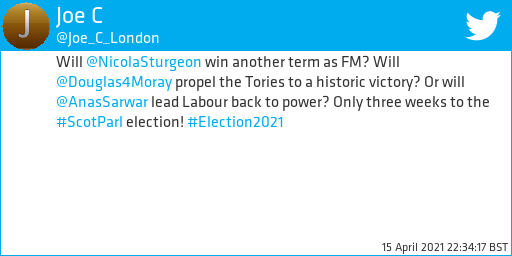 J
Joe C
@Joe_C_London
Will @NicolaSturgeon win another term as FM? Will
@Douglas4Moray propel the Tories to a historic victory? Or will
@AnasSarwar lead Labour back to power? Only three weeks to the
#ScotParl election! #Election2021
15 April 2021 22:34:17 BST